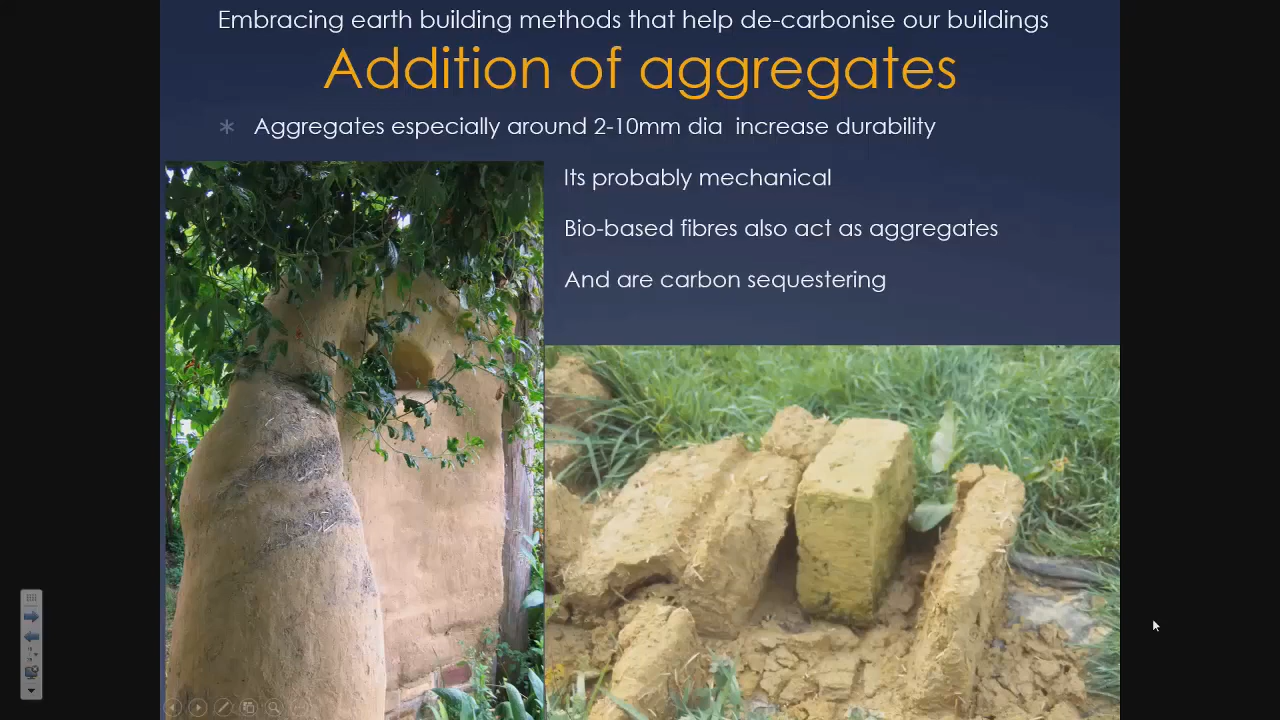 Embracing earth building methods that help de-carbonise our buildings
Addition of aggregates
* Aggregates especially around 2-10mm dia increase durability
Its probably mechanical
Bio-based fibres also act as aggregates
And are carbon sequestering